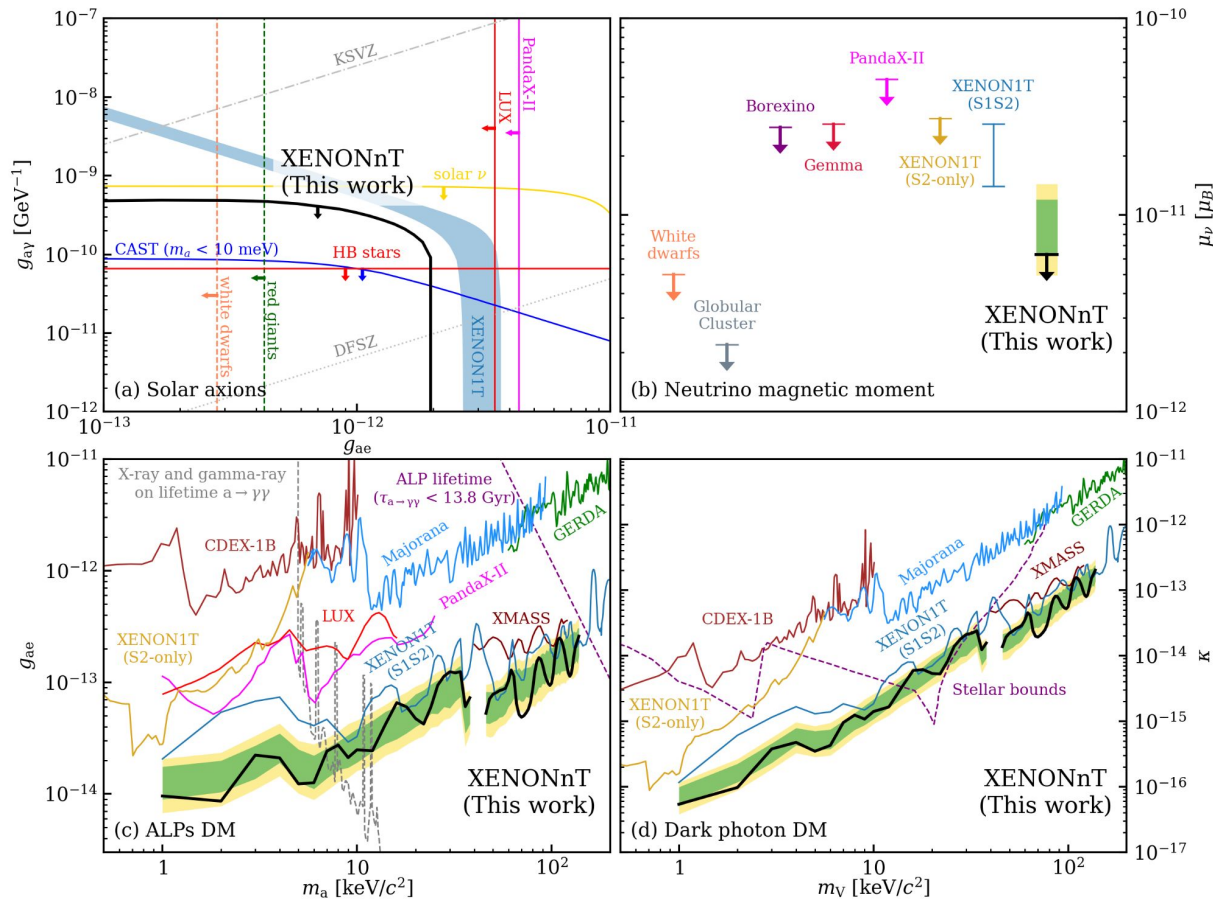 10⁻⁷
10⁻⁸
10⁻⁹
10⁻¹⁰
10⁻¹¹
10⁻¹²
g_aγ [GeV⁻¹]
KSVZ
PandaX-II
LUX
XENONnT
(This work)
solar ν
CAST (m_a < 10 meV)
HB stars
white dwarfs
red giants
DFSZ
XENON1T
(a) Solar axions
10⁻¹³
10⁻¹²
10⁻¹¹
g_ae
PandaX-II
XENON1T
(S1S2)
Borexino
Gemma
XENON1T
(S2-only)
White
dwarfs
Globular
Cluster
XENONnT
(This work)
(b) Neutrino magnetic moment
10⁻¹⁰
10⁻¹¹
10⁻¹²
μ_ν [μ_B]
10⁻¹¹
10⁻¹²
10⁻¹³
10⁻¹⁴
g_ae
X-ray and gamma-ray
on lifetime a→γγ
ALP lifetime
(τ_a→γγ < 13.8 Gyr)
GERDA
CDEX-1B
Majorana
PandaX-II
LUX
XMASS
XENON1T
(S2-only)
XENON1T
(S1S2)
XENONnT
(This work)
(c) ALPs DM
1
10
10²
m_a [keV/c²]
GERDA
Majorana
XMASS
CDEX-1B
XENON1T
(S1S2)
XENON1T
(S2-only)
Stellar bounds
XENONnT
(This work)
(d) Dark photon DM
1
10
10²
m_V [keV/c²]
10⁻¹¹
10⁻¹²
10⁻¹³
10⁻¹⁴
10⁻¹⁵
10⁻¹⁶
10⁻¹⁷
κ